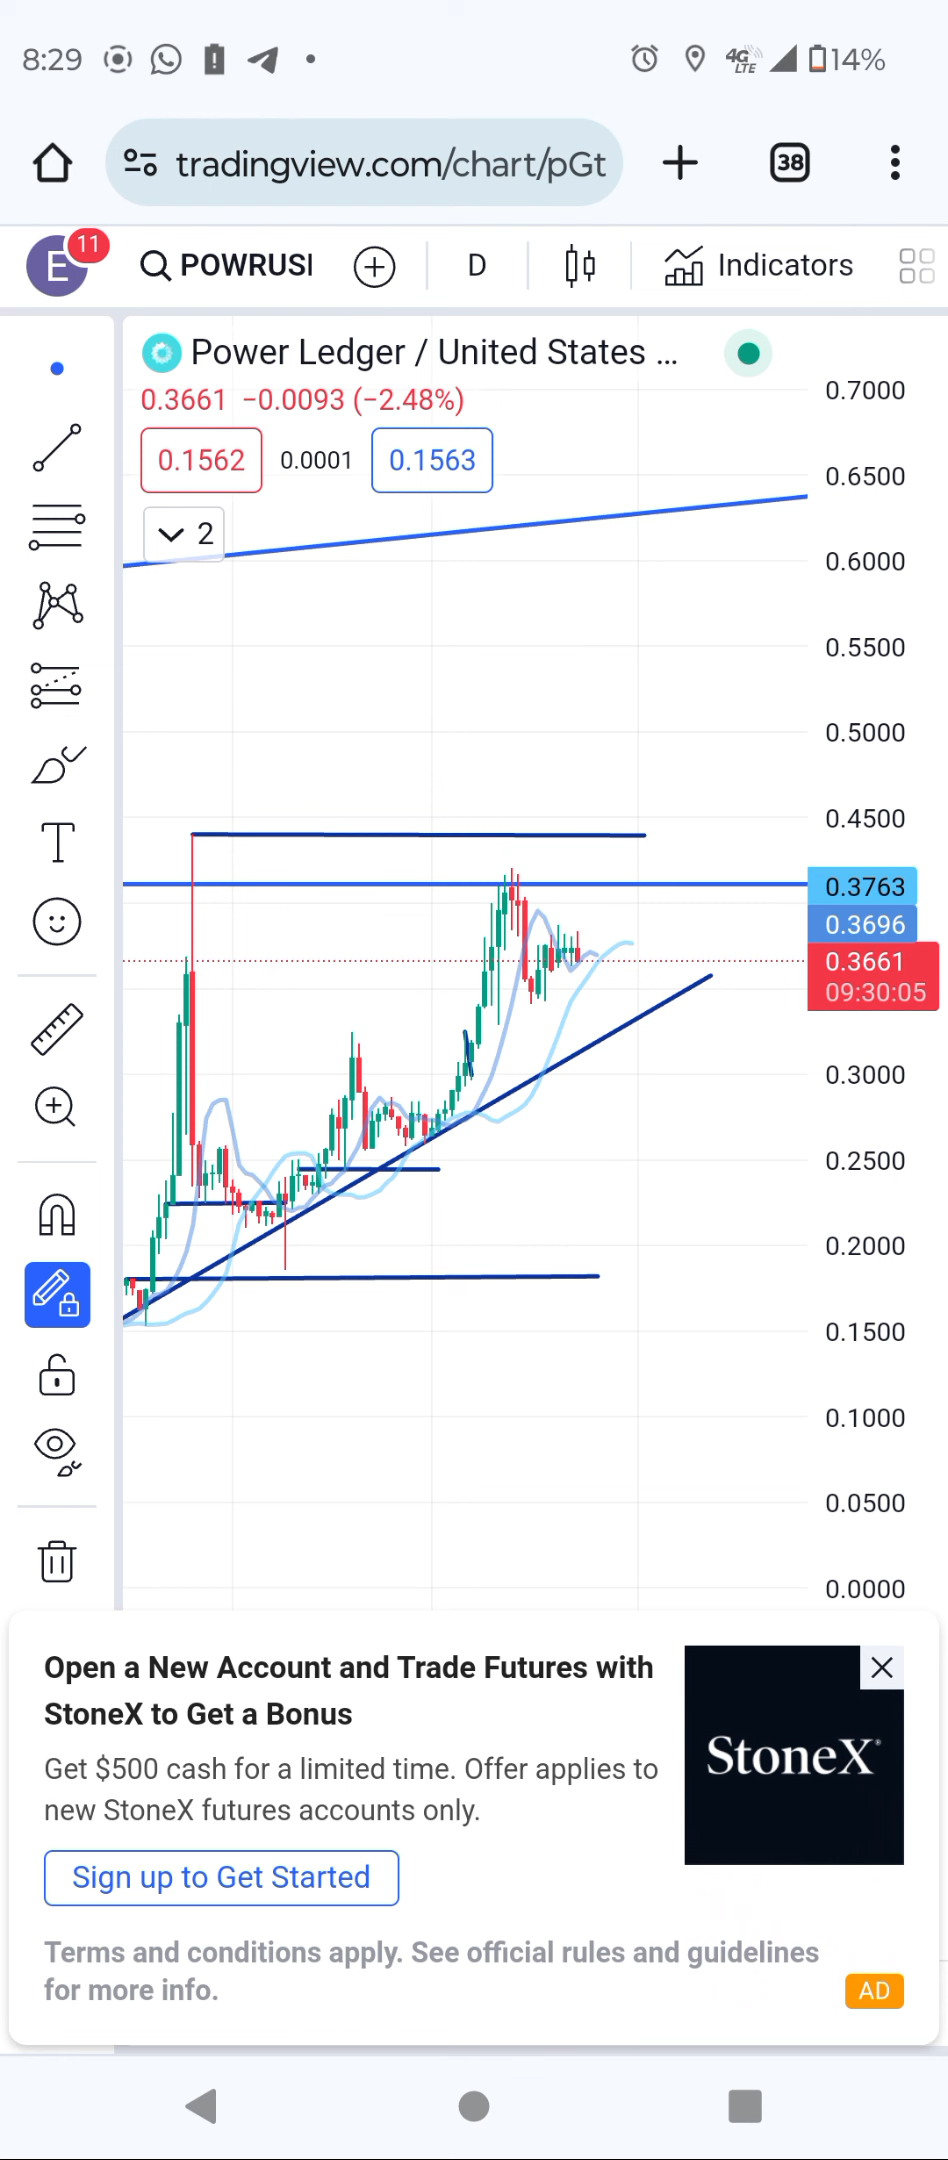 8:29
4G
LTE
14%
tradingview.com/chart/pGt
38
E
11
POWRUSI
D
Indicators
Power Ledger / United States ...
0.3661 −0.0093 (−2.48%)
0.1562
0.0001
0.1563
2
0.7000
0.6500
0.6000
0.5500
0.5000
0.4500
0.3763
0.3696
0.3661
09:30:05
0.3000
0.2500
0.2000
0.1500
0.1000
0.0500
0.0000
T
Open a New Account and Trade Futures with
StoneX to Get a Bonus
Get $500 cash for a limited time. Offer applies to
new StoneX futures accounts only.
Sign up to Get Started
StoneX
Terms and conditions apply. See official rules and guidelines
for more info.
AD